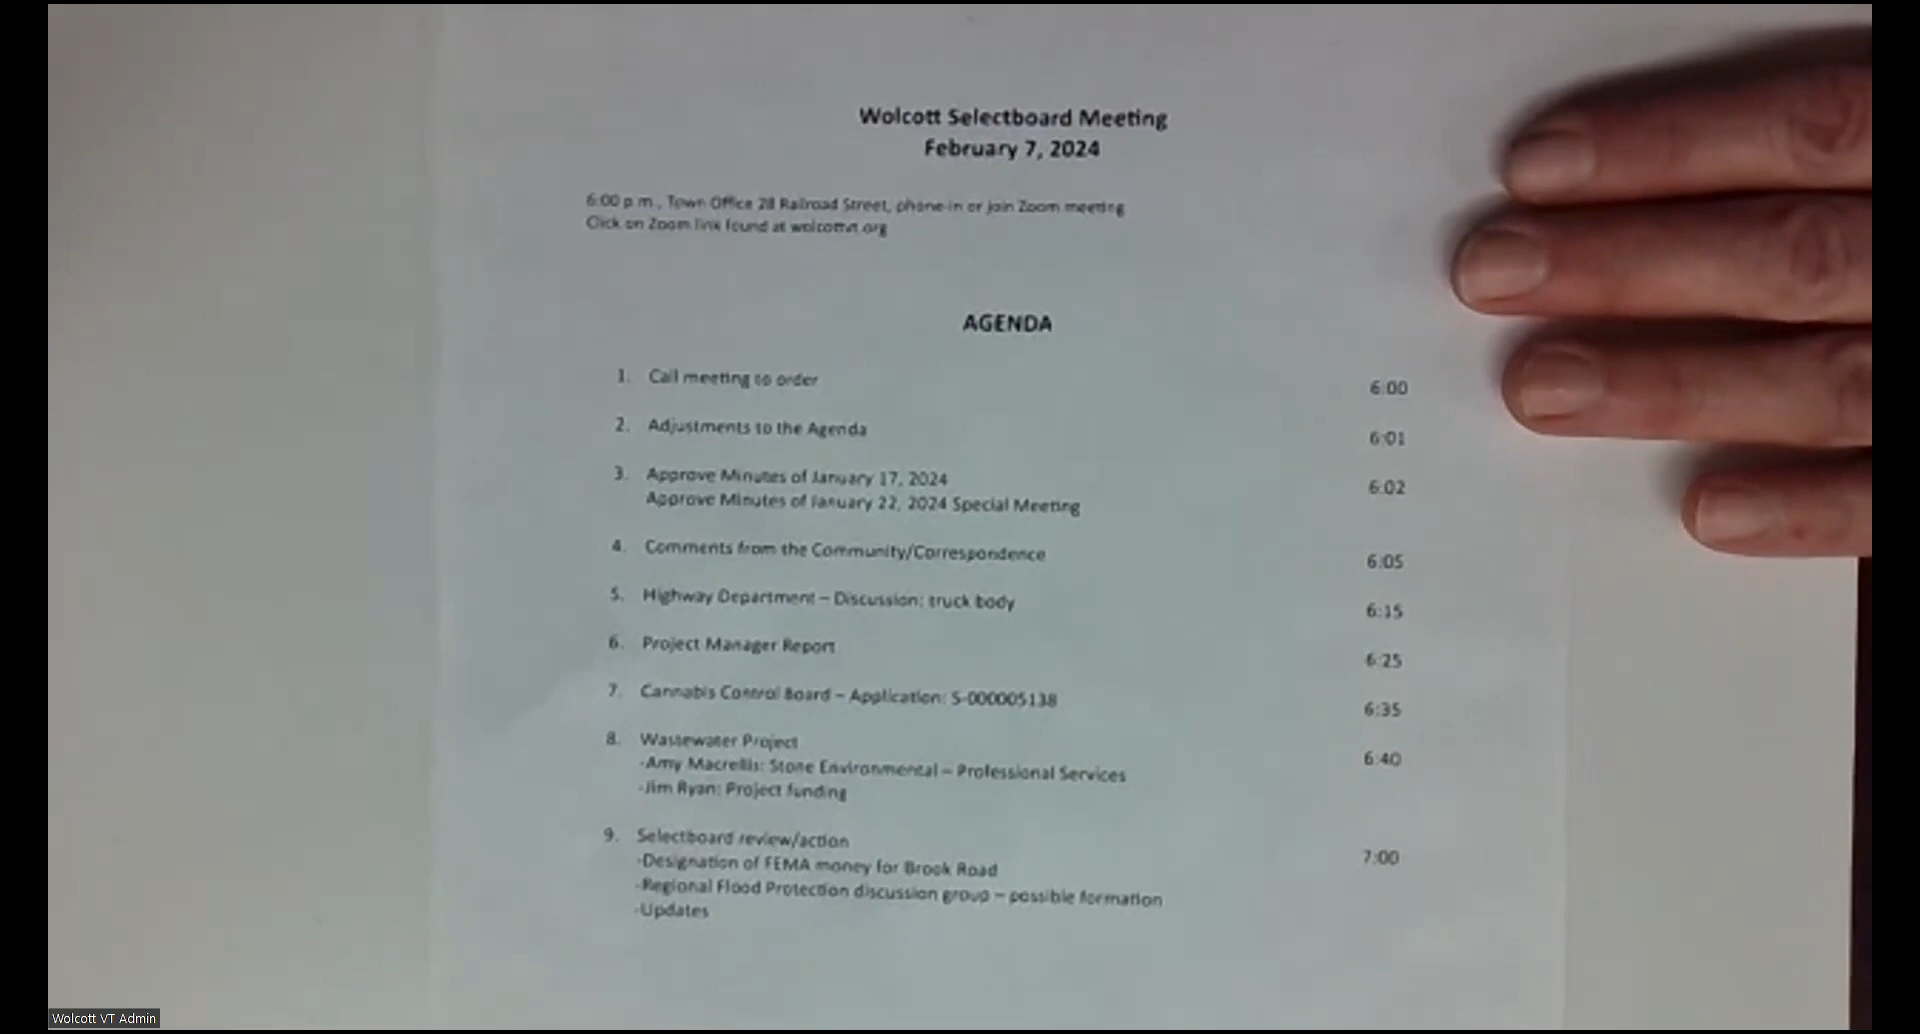 Wolcott Selectboard Meeting
February 7, 2024
6:00 p.m., Town Office 28 Railroad Street, phone-in or join Zoom meeting
Click on Zoom link found at wolcottvt.org
AGENDA
1. Call meeting to order 6:00
2. Adjustments to the Agenda 6:01
3. Approve Minutes of January 17, 2024 6:02
Approve Minutes of January 22, 2024 Special Meeting
4. Comments from the Community/Correspondence 6:05
5. Highway Department – Discussion: truck body 6:15
6. Project Manager Report 6:25
7. Cannabis Control Board – Application: S-000005138 6:35
8. Wastewater Project 6:40
-Amy Macrellis: Stone Environmental – Professional Services
-Jim Ryan: Project funding
9. Selectboard review/action 7:00
-Designation of FEMA money for Brook Road
-Regional Flood Protection discussion group – possible formation
-Updates
Wolcott VT Admin